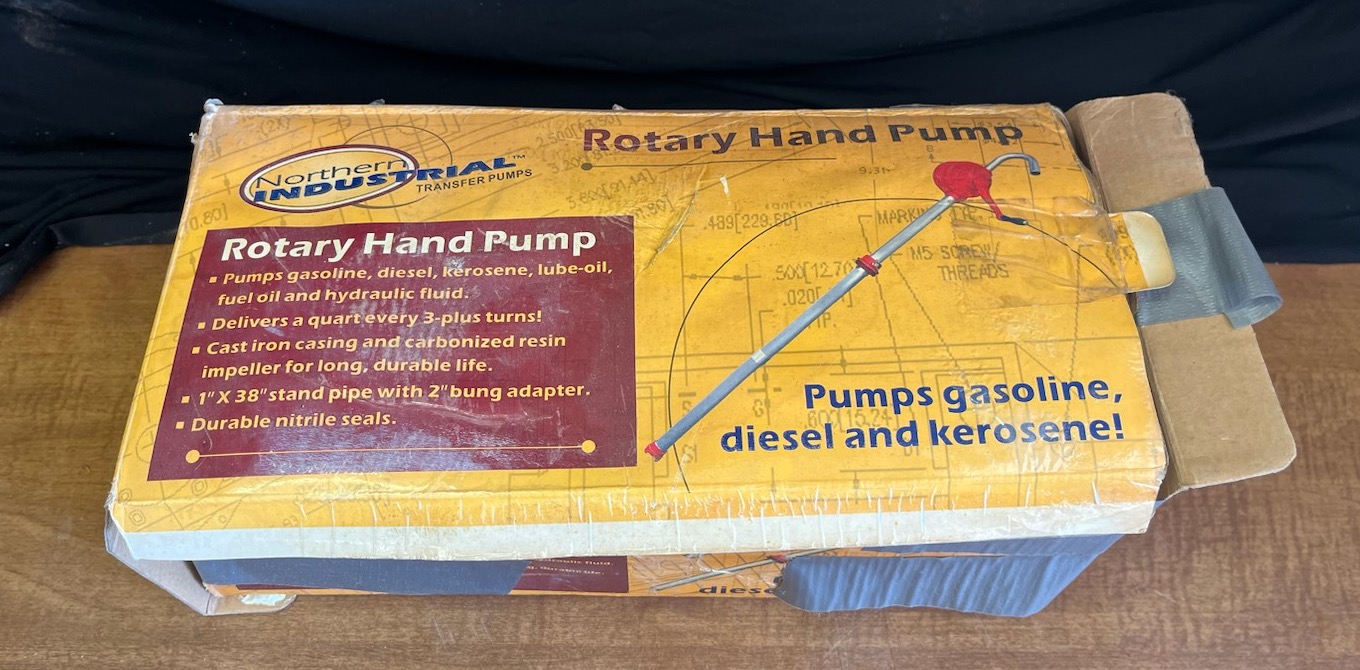 Rotary Hand Pump
Northern
INDUSTRIAL™
TRANSFER PUMPS
Rotary Hand Pump
▪ Pumps gasoline, diesel, kerosene, lube-oil,
fuel oil and hydraulic fluid.
▪ Delivers a quart every 3-plus turns!
▪ Cast iron casing and carbonized resin
impeller for long, durable life.
▪ 1" X 38" stand pipe with 2" bung adapter.
▪ Durable nitrile seals.
.500[12.70]
M5 SCREW/
THREADS
Pumps gasoline,
diesel and kerosene!